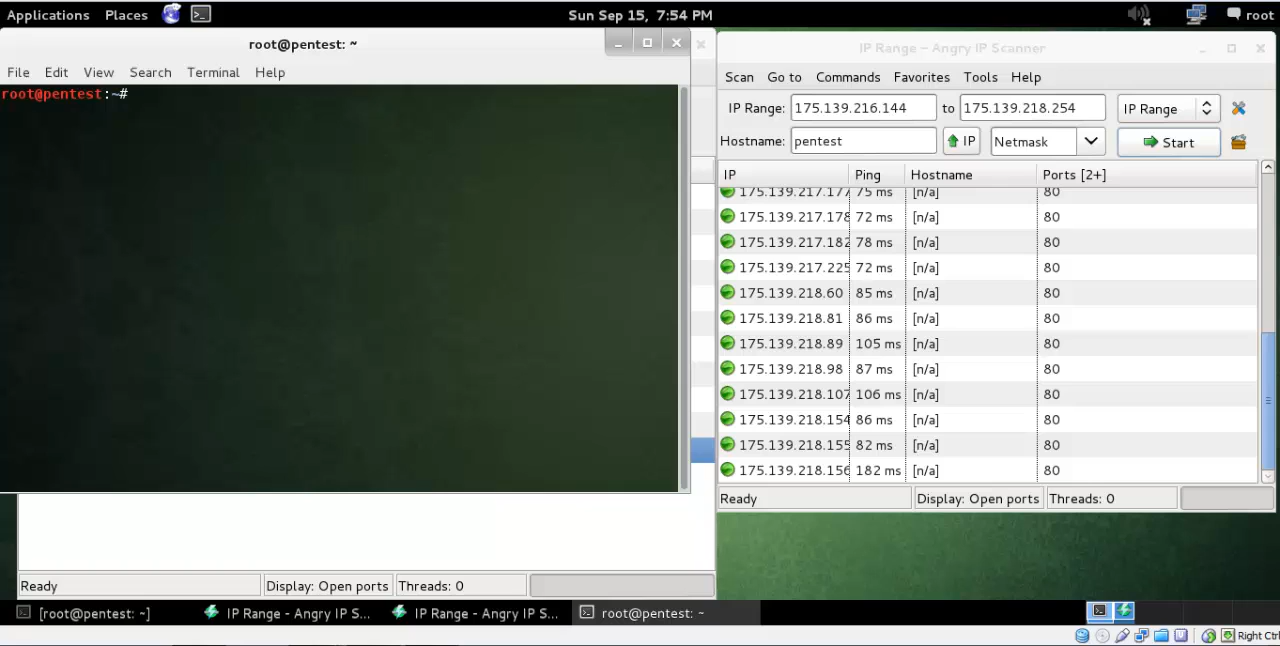 Applications Places Sun Sep 15, 7:54 PM root
root@pentest: ~
File Edit View Search Terminal Help
root@pentest:~#
IP Range - Angry IP Scanner
Scan Go to Commands Favorites Tools Help
IP Range: 175.139.216.144 to 175.139.218.254 IP Range
Hostname: pentest IP Netmask Start
IP Ping Hostname Ports [2+]
175.139.217.177 75 ms [n/a] 80
175.139.217.178 72 ms [n/a] 80
175.139.217.182 78 ms [n/a] 80
175.139.217.225 72 ms [n/a] 80
175.139.218.60 85 ms [n/a] 80
175.139.218.81 86 ms [n/a] 80
175.139.218.89 105 ms [n/a] 80
175.139.218.98 87 ms [n/a] 80
175.139.218.107 106 ms [n/a] 80
175.139.218.154 86 ms [n/a] 80
175.139.218.155 82 ms [n/a] 80
175.139.218.156 182 ms [n/a] 80
Ready Display: Open ports Threads: 0
Ready Display: Open ports Threads: 0
[root@pentest: ~] IP Range - Angry IP S... IP Range - Angry IP S... root@pentest: ~
Right Ctrl